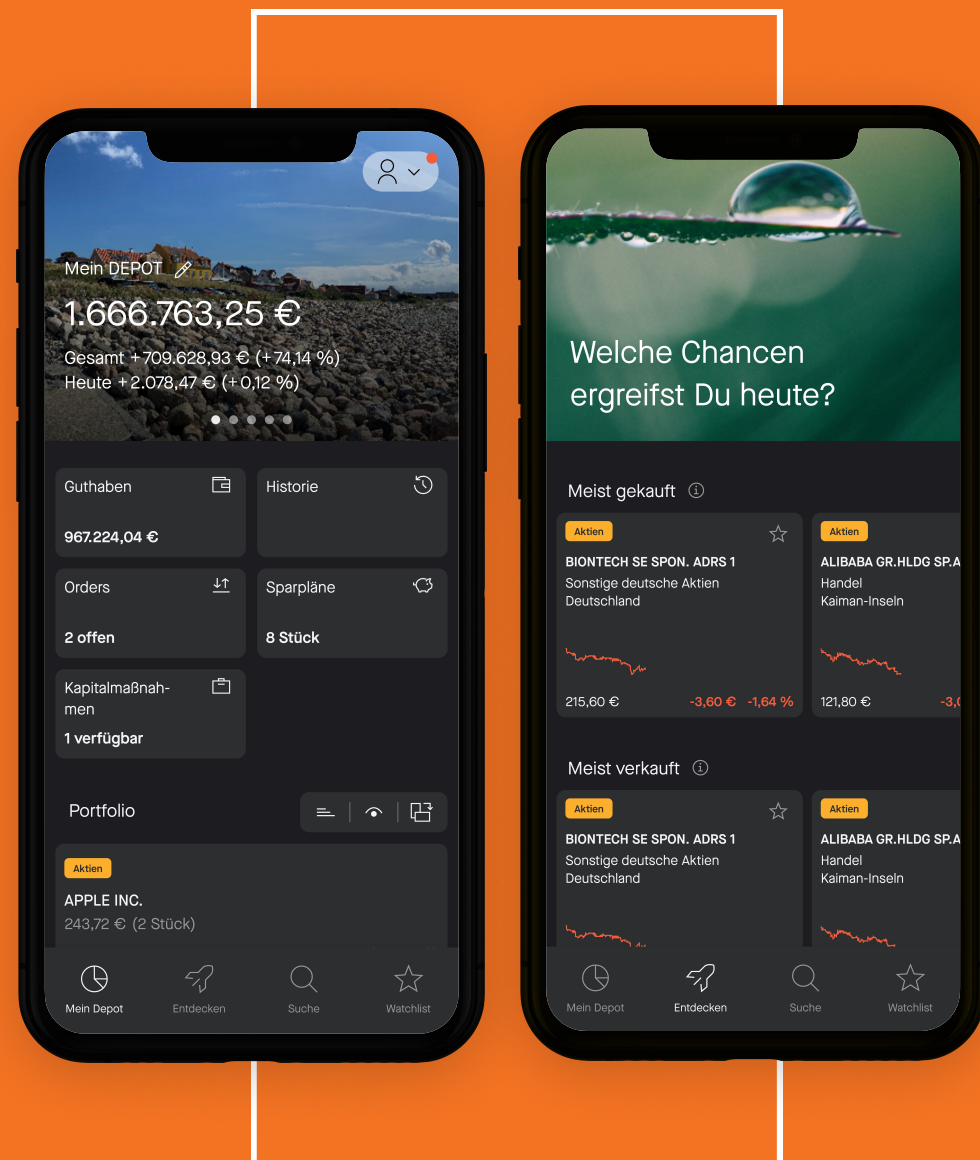 Mein DEPOT
1.666.763,25 €
Gesamt +709.628,93 € (+74,14 %)
Heute +2.078,47 € (+0,12 %)
Guthaben
967.224,04 €
Historie
Orders
2 offen
Sparpläne
8 Stück
Kapitalmaßnah-
men
1 verfügbar
Portfolio
Aktien
APPLE INC.
243,72 € (2 Stück)
Mein Depot
Entdecken
Suche
Watchlist
Welche Chancen
ergreifst Du heute?
Meist gekauft
Aktien
BIONTECH SE SPON. ADRS 1
Sonstige deutsche Aktien
Deutschland
215,60 € -3,60 € -1,64 %
Aktien
ALIBABA GR.HLDG SP.A
Handel
Kaiman-Inseln
121,80 € -3,0
Meist verkauft
Aktien
BIONTECH SE SPON. ADRS 1
Sonstige deutsche Aktien
Deutschland
Aktien
ALIBABA GR.HLDG SP.A
Handel
Kaiman-Inseln
Mein Depot
Entdecken
Suche
Watchlist